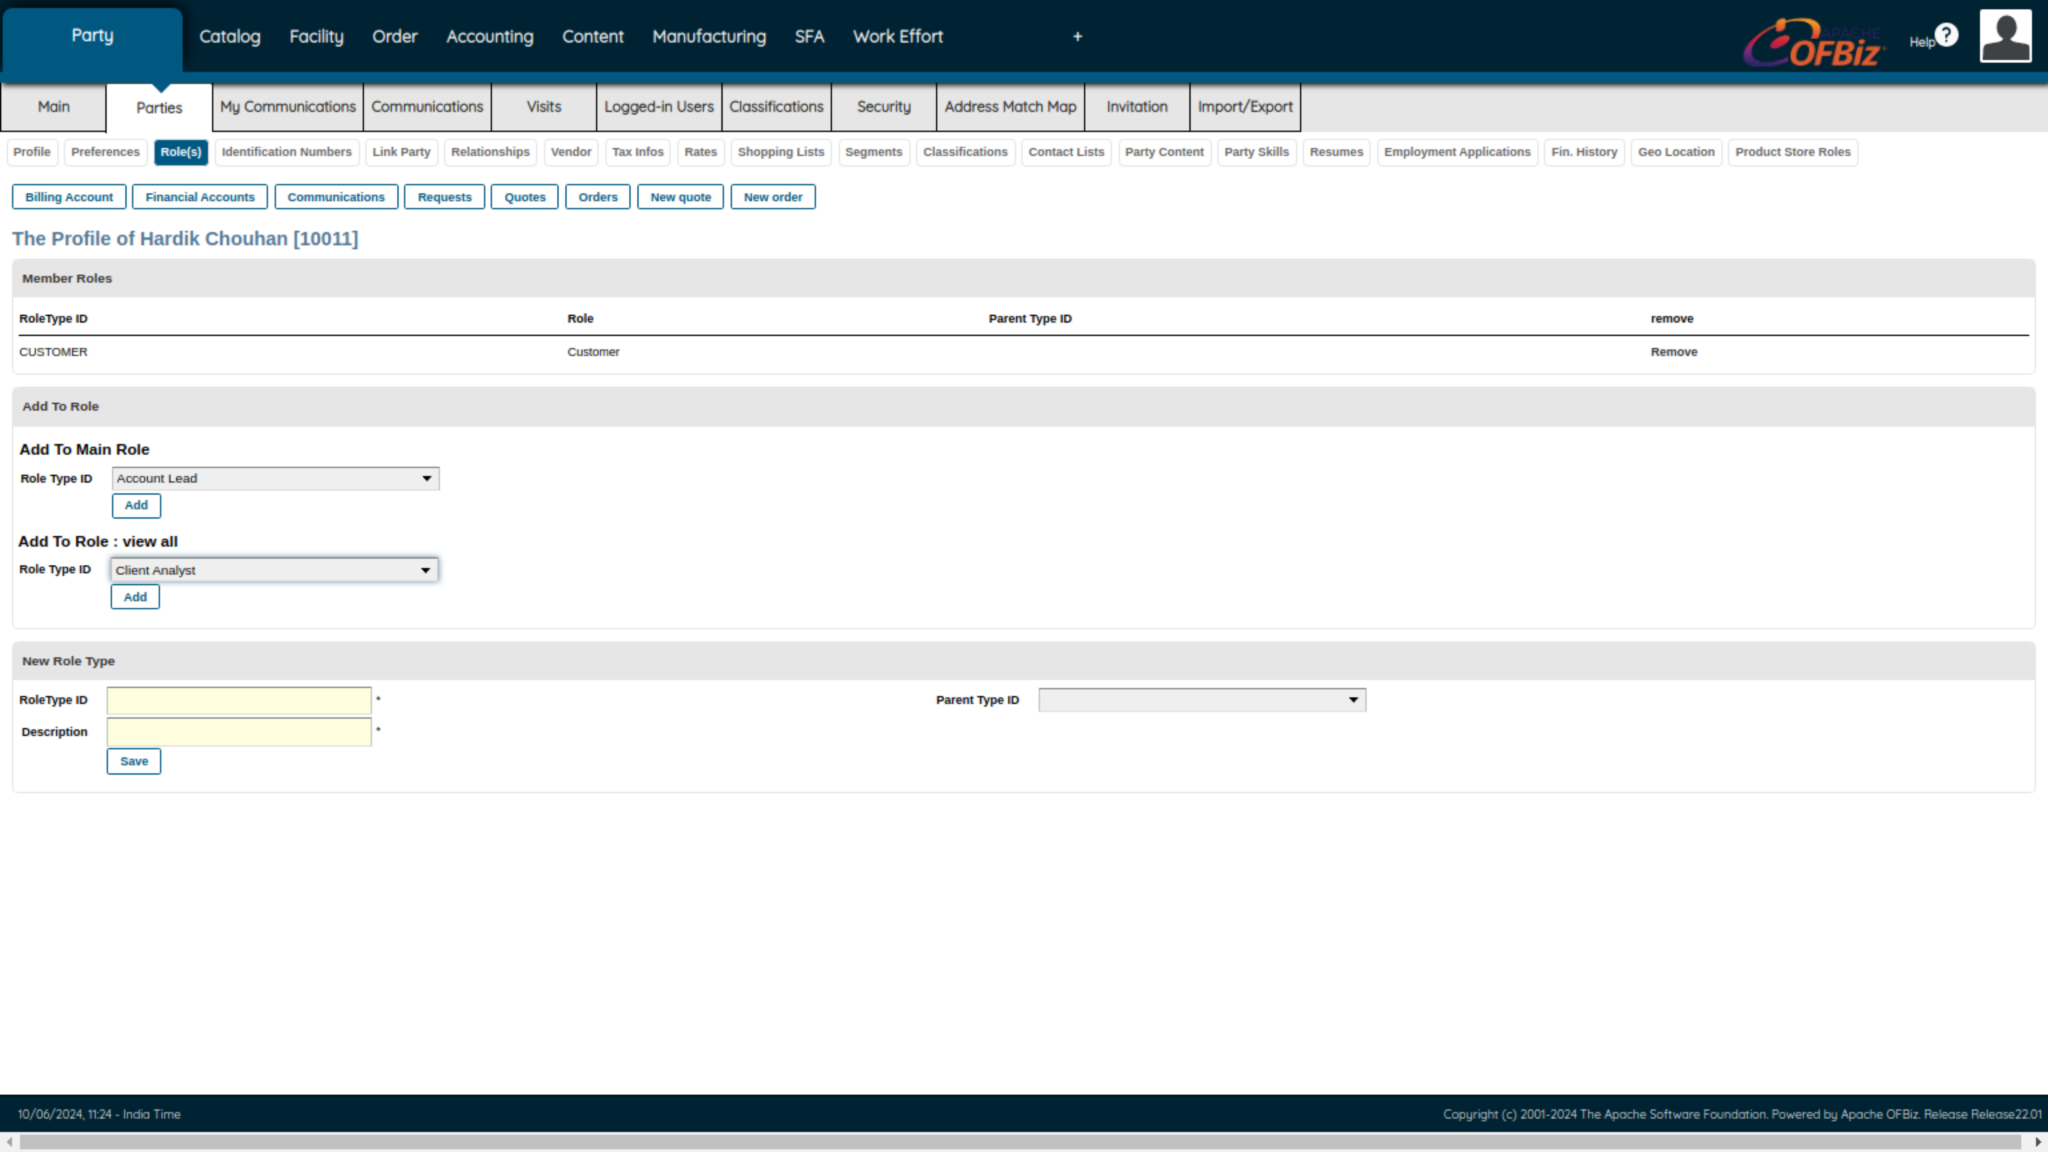 Party Catalog Facility Order Accounting Content Manufacturing SFA Work Effort + APACHE OFBiz Help ?
Main Parties My Communications Communications Visits Logged-in Users Classifications Security Address Match Map Invitation Import/Export
Profile Preferences Role(s) Identification Numbers Link Party Relationships Vendor Tax Infos Rates Shopping Lists Segments Classifications Contact Lists Party Content Party Skills Resumes Employment Applications Fin. History Geo Location Product Store Roles
Billing Account Financial Accounts Communications Requests Quotes Orders New quote New order
The Profile of Hardik Chouhan [10011]
Member Roles
RoleType ID Role Parent Type ID remove
CUSTOMER Customer Remove
Add To Role
Add To Main Role
Role Type ID Account Lead
Add
Add To Role : view all
Role Type ID Client Analyst
Add
New Role Type
RoleType ID * Parent Type ID
Description *
Save
10/06/2024, 11:24 - India Time Copyright (c) 2001-2024 The Apache Software Foundation. Powered by Apache OFBiz. Release Release22.01